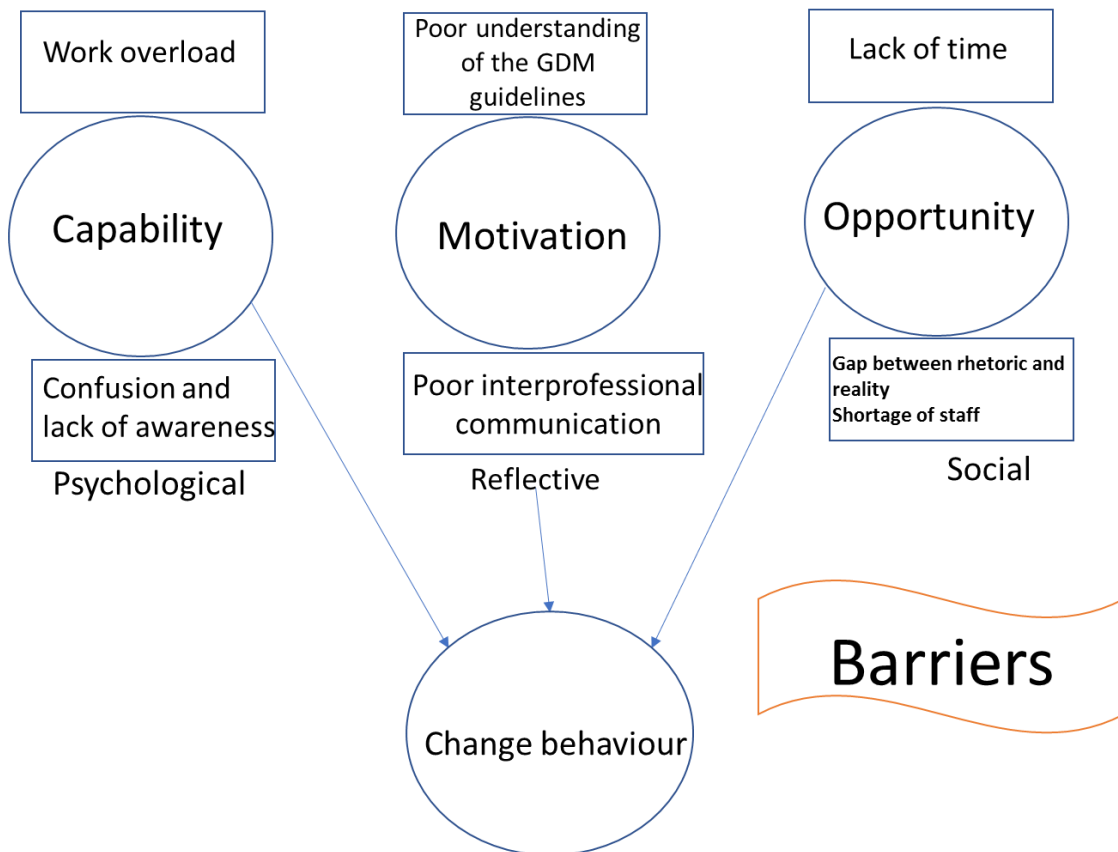 Work overload
Poor understanding
of the GDM
guidelines
Lack of time
Capability
Motivation
Opportunity
Confusion and
lack of awareness
Psychological
Poor interprofessional
communication
Reflective
Gap between rhetoric and
reality
Shortage of staff
Social
Barriers
Change behaviour